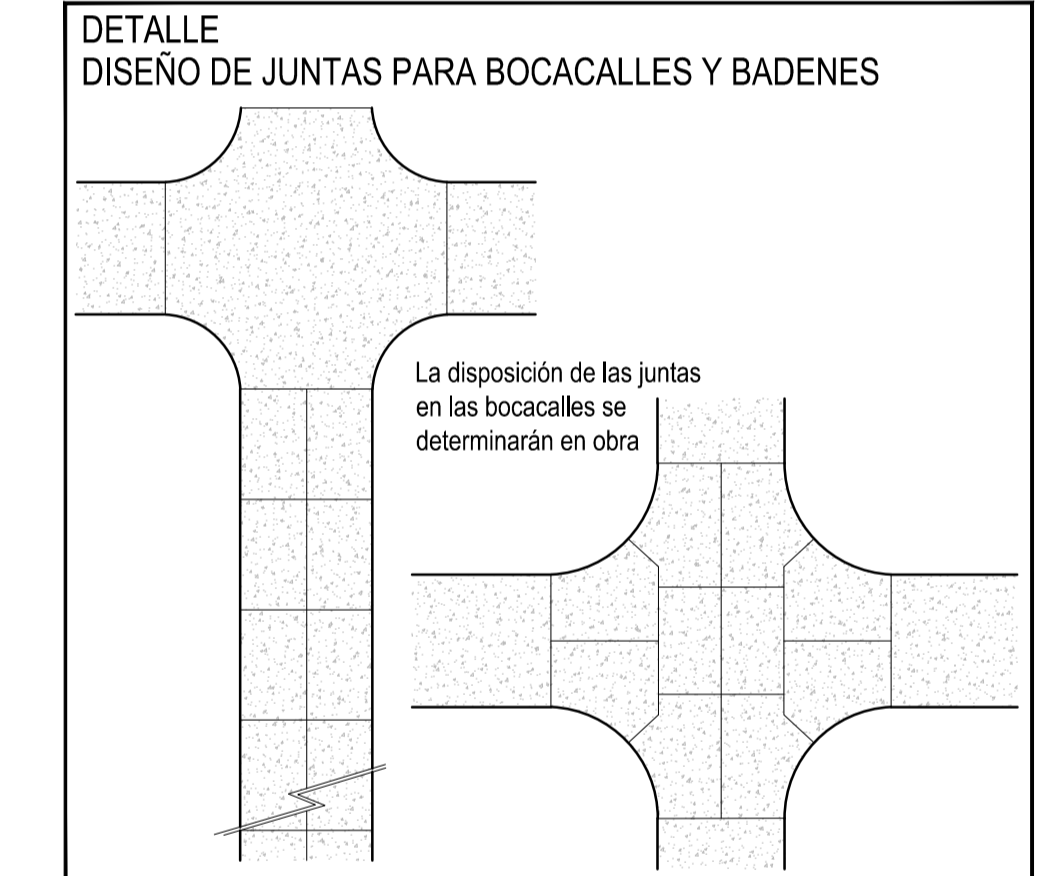 DETALLE
DISEÑO DE JUNTAS PARA BOCACALLES Y BADENES
La disposición de las juntas
en las bocacalles se
determinarán en obra